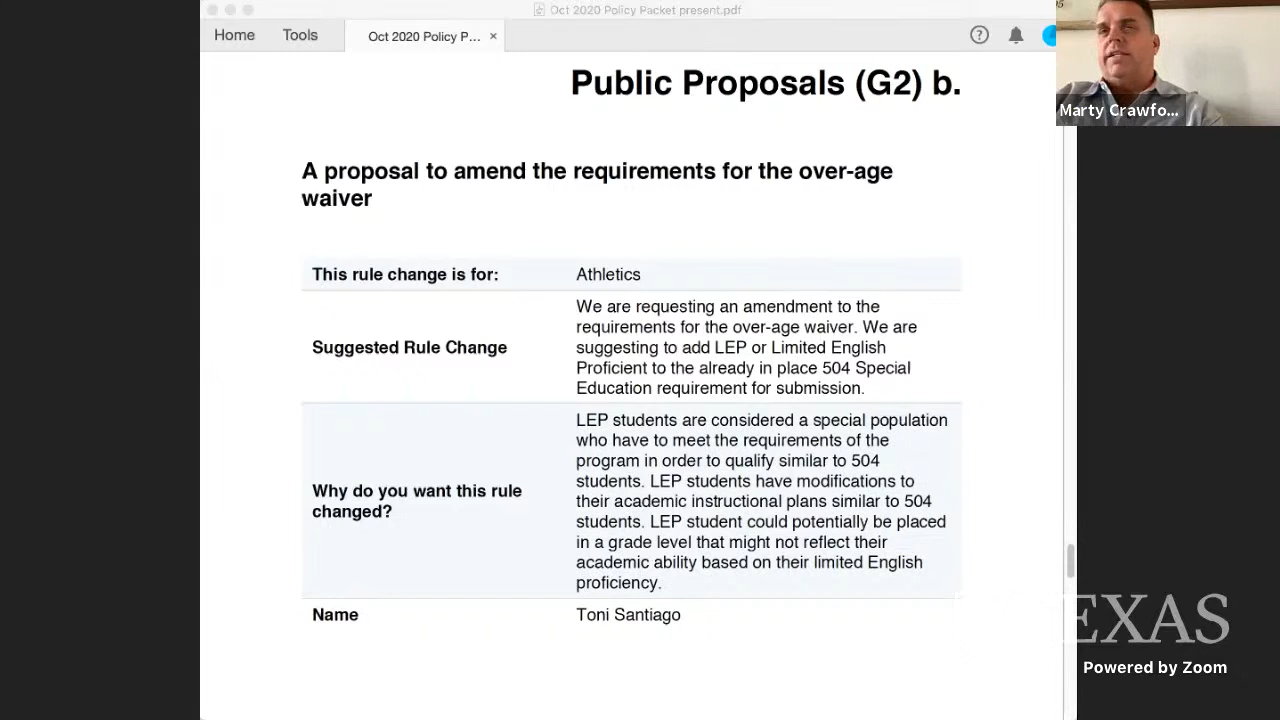 Oct 2020 Policy Packet present.pdf
Home Tools Oct 2020 Policy P... ×
Marty Crawfo...
Public Proposals (G2) b.
A proposal to amend the requirements for the over-age
waiver
This rule change is for: Athletics
We are requesting an amendment to the
requirements for the over-age waiver. We are
Suggested Rule Change suggesting to add LEP or Limited English
Proficient to the already in place 504 Special
Education requirement for submission.
LEP students are considered a special population
who have to meet the requirements of the
program in order to qualify similar to 504
students. LEP students have modifications to
Why do you want this rule
changed?
their academic instructional plans similar to 504
students. LEP student could potentially be placed
in a grade level that might not reflect their
academic ability based on their limited English
proficiency.
Name Toni Santiago
EXAS
Powered by Zoom